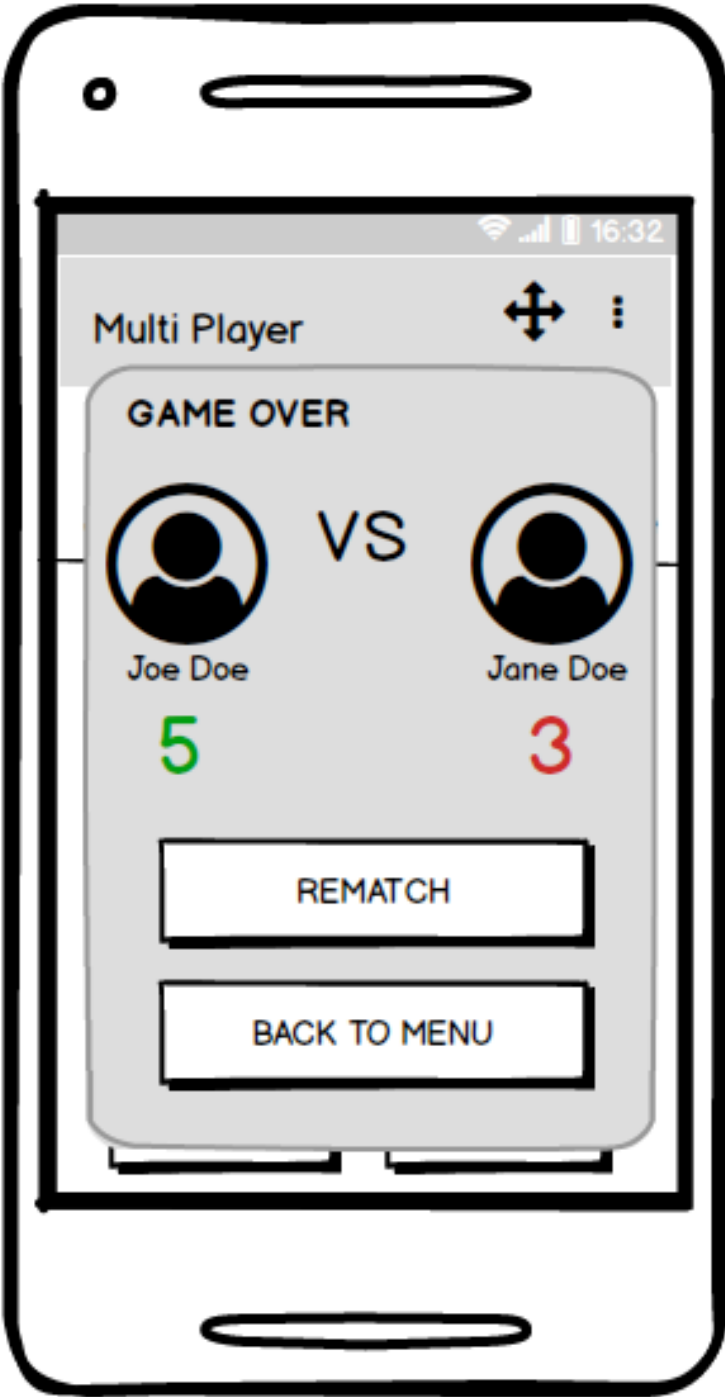 16:32
Multi Player
GAME OVER
VS
Joe Doe Jane Doe
5 3
REMATCH
BACK TO MENU